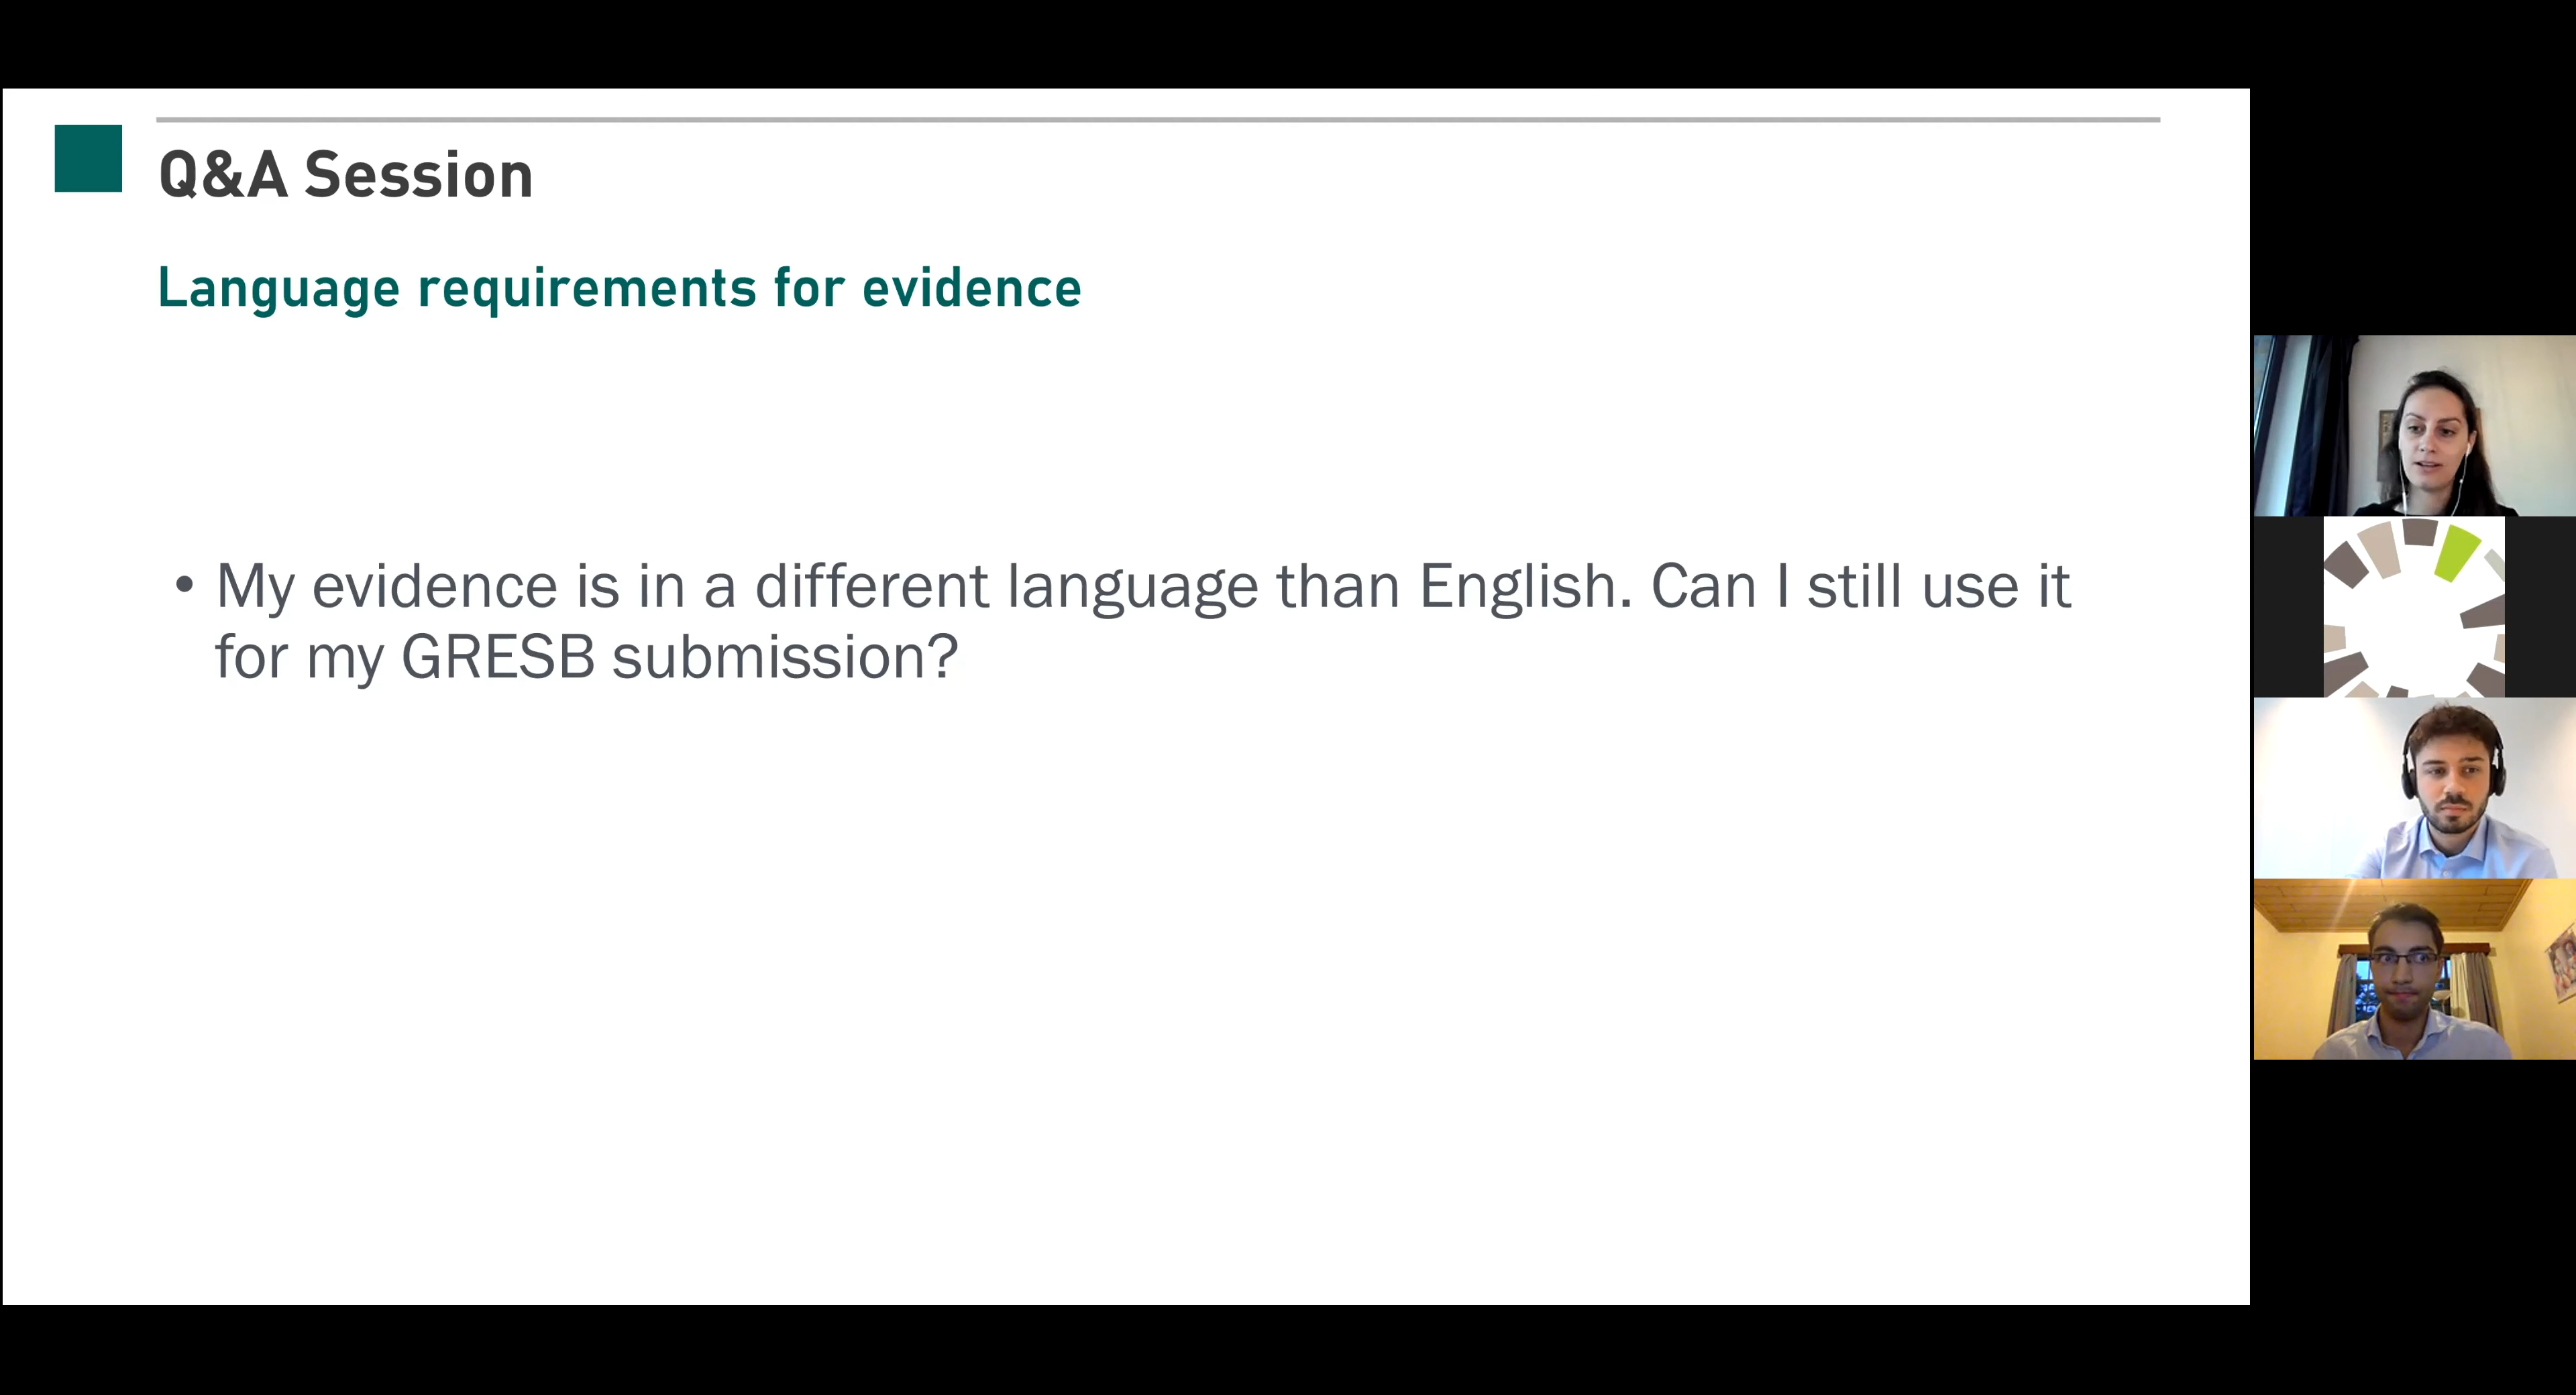 Q&A Session
Language requirements for evidence
• My evidence is in a different language than English. Can I still use it
for my GRESB submission?